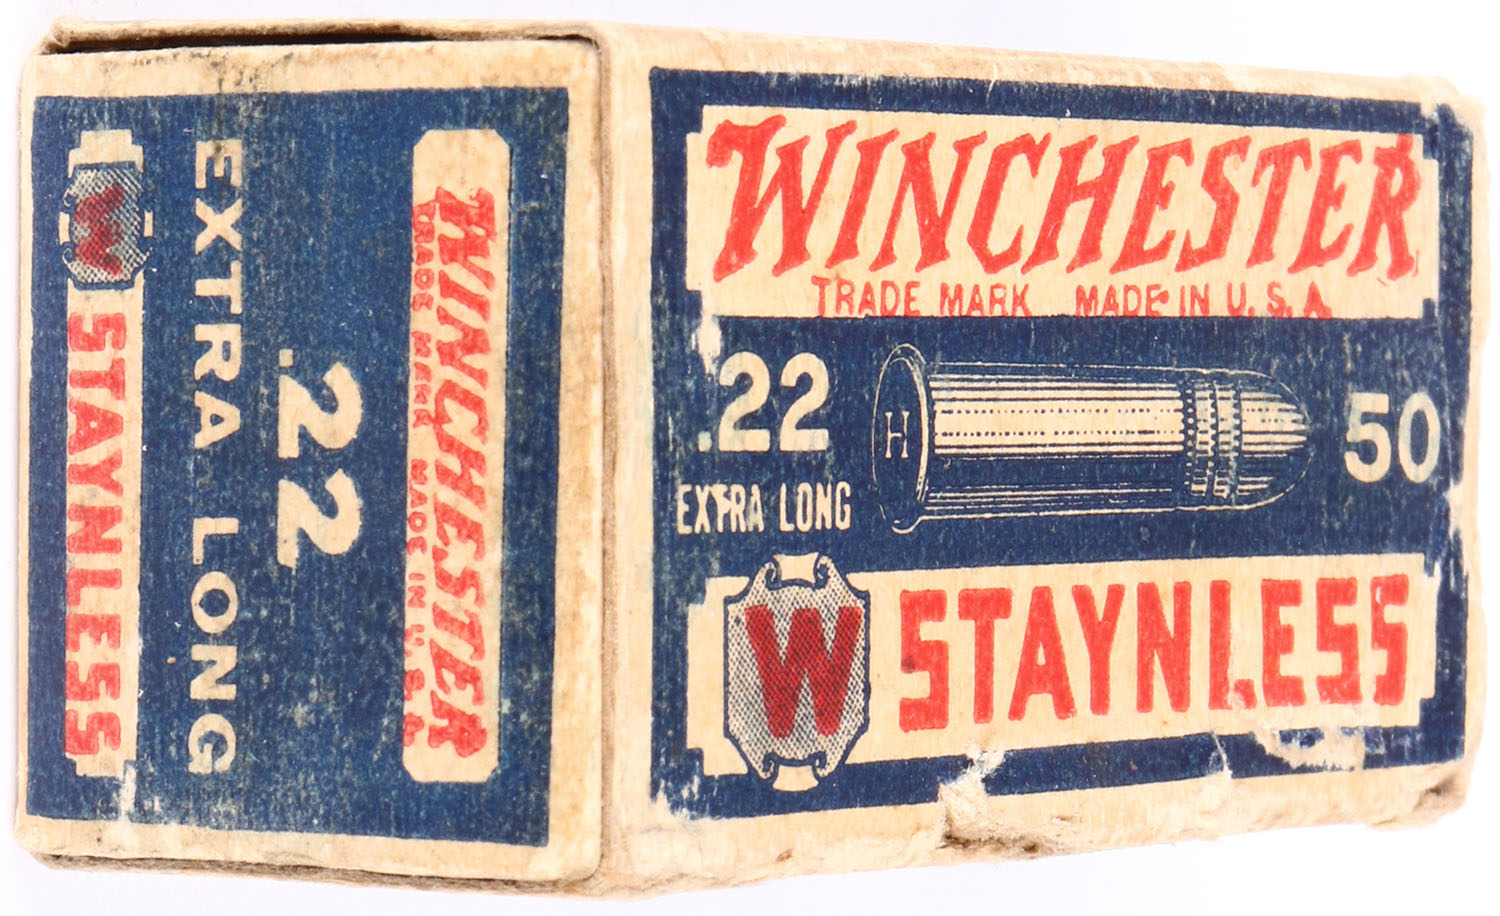 WINCHESTER
TRADE MARK MADE IN U.S.A.
.22
EXTRA LONG
W STAYNLESS
WINCHESTER
TRADE MARK MADE IN U. S. A
.22
EXTRA LONG
H
50
W STAYNLESS